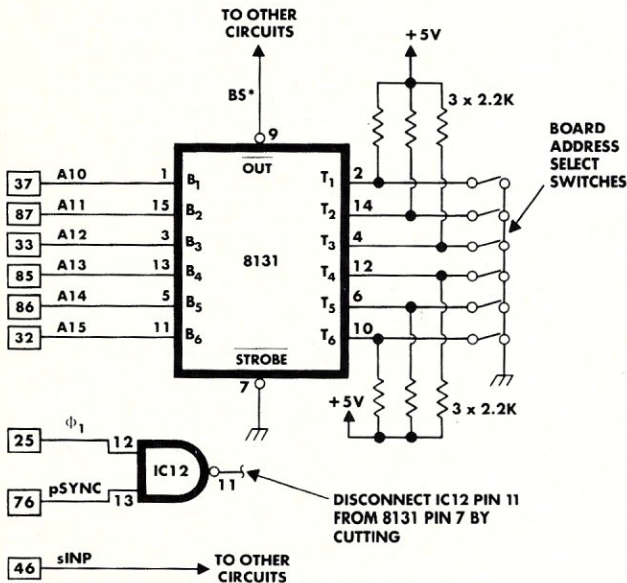 TO OTHER
CIRCUITS
BS*
+5V
3 x 2.2K
BOARD
ADDRESS
SELECT
SWITCHES
9
OUT
37 A10 1 B1 T1 2
87 A11 15 B2 T2 14
33 A12 3 B3 T3 4
8131
85 A13 13 B4 T4 12
86 A14 5 B5 T5 6
32 A15 11 B6 T6 10
STROBE
7
+5V
3 x 2.2K
25 ϕ1 12
IC12
11
76 pSYNC 13
DISCONNECT IC12 PIN 11
FROM 8131 PIN 7 BY
CUTTING
46 sINP
TO OTHER
CIRCUITS